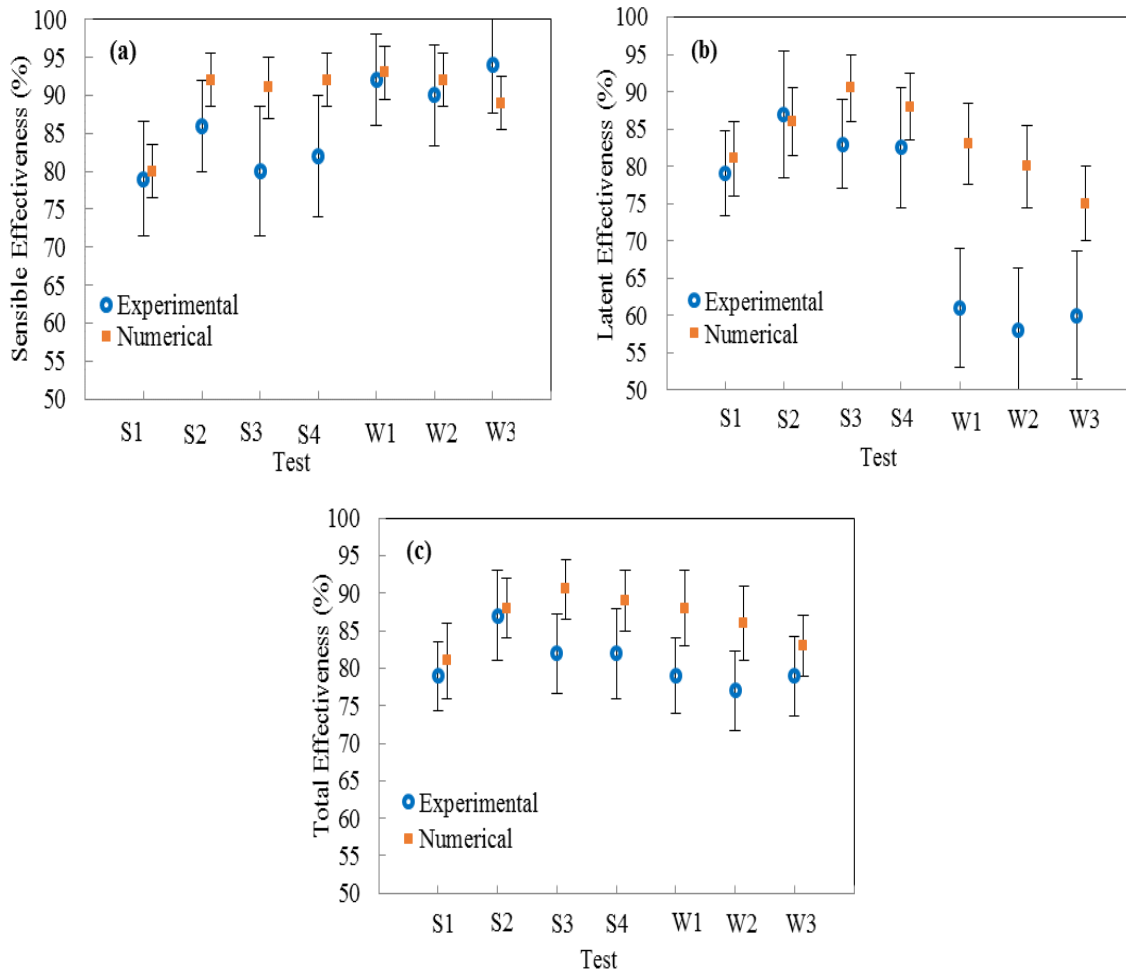 (a)
Sensible Effectiveness (%)
100
95
90
85
80
75
70
65
60
55
50
Experimental
Numerical
S1 S2 S3 S4 W1 W2 W3
Test
(b)
Latent Effectiveness (%)
100
95
90
85
80
75
70
65
60
55
50
Experimental
Numerical
S1 S2 S3 S4 W1 W2 W3
Test
(c)
Total Effectiveness (%)
100
95
90
85
80
75
70
65
60
55
50
Experimental
Numerical
S1 S2 S3 S4 W1 W2 W3
Test